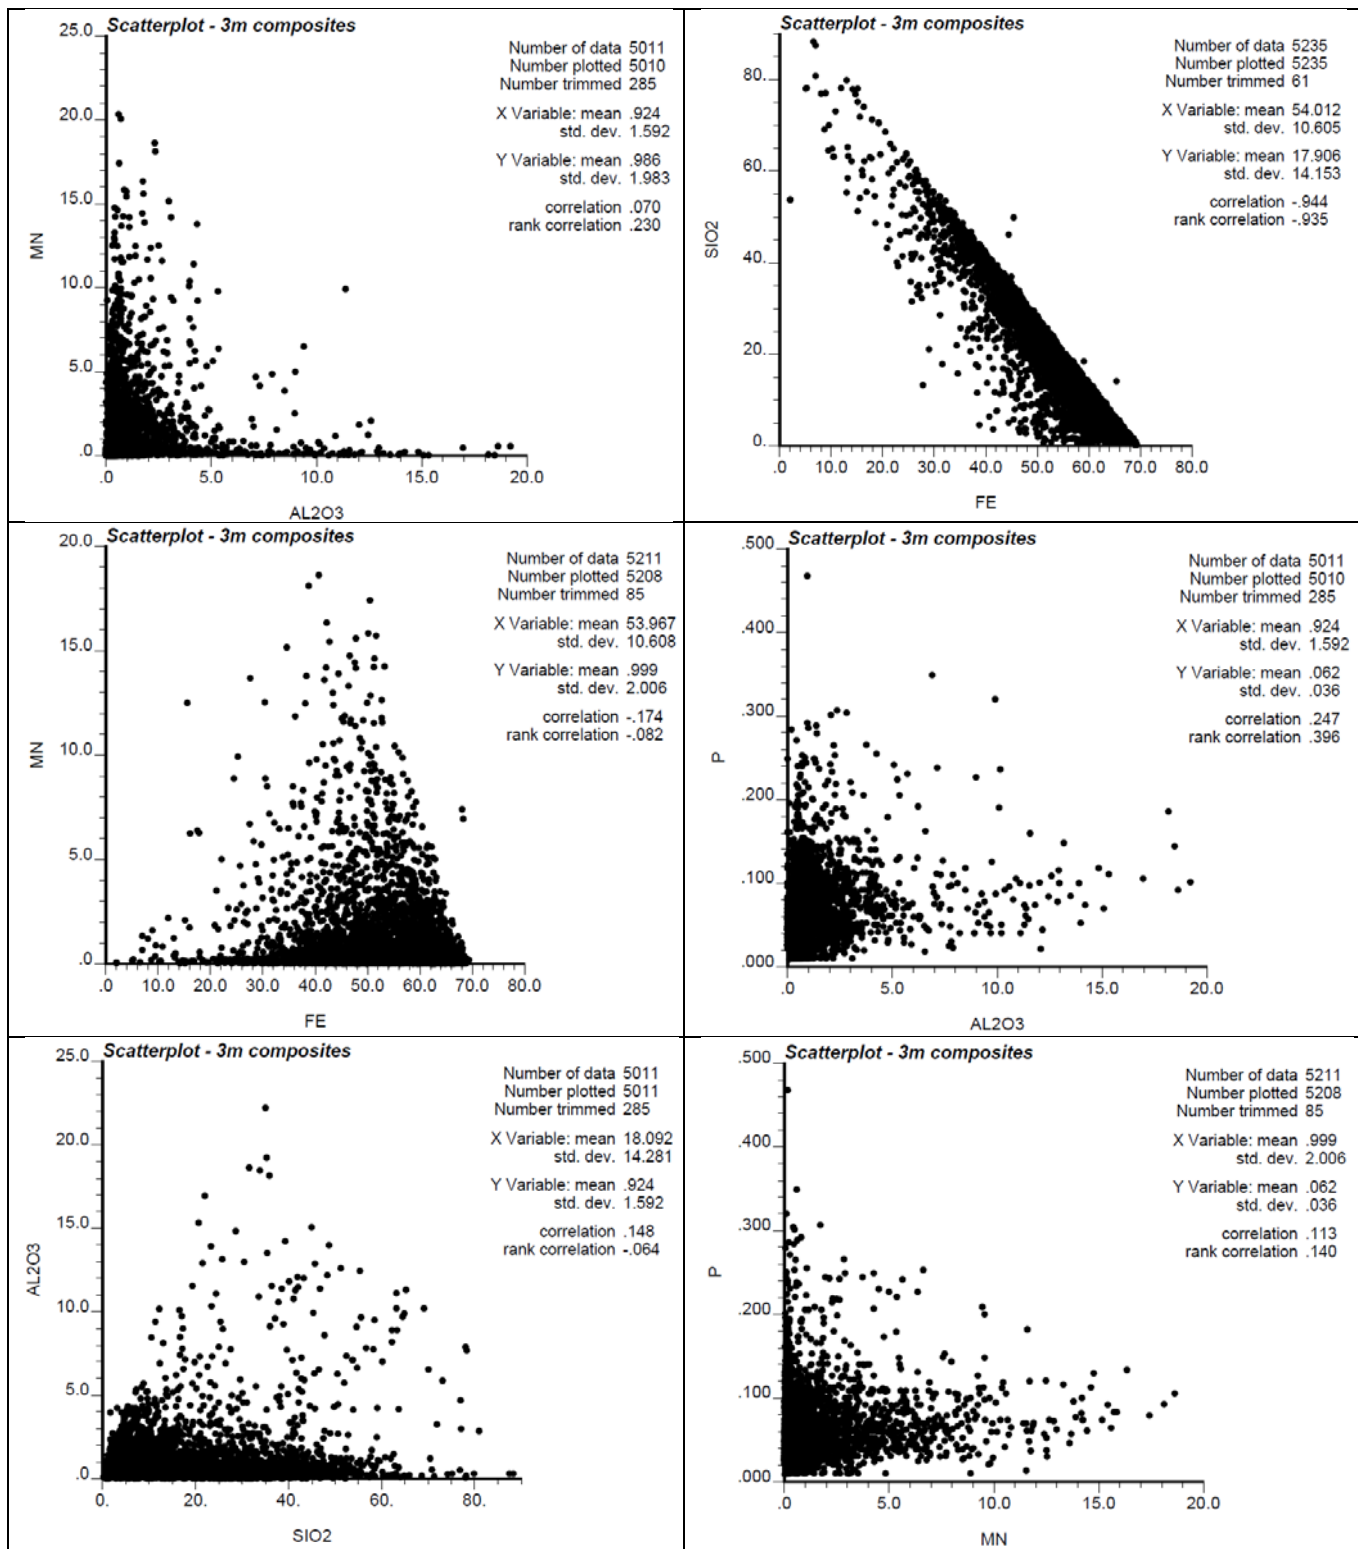 Scatterplot - 3m composites
Number of data 5011
Number plotted 5010
Number trimmed 285
X Variable: mean .924
std. dev. 1.592
Y Variable: mean .986
std. dev. 1.983
correlation .070
rank correlation .230
25.0
20.0
15.0
10.0
5.0
.0
MN
.0 5.0 10.0 15.0 20.0
AL2O3
Scatterplot - 3m composites
Number of data 5235
Number plotted 5235
Number trimmed 61
X Variable: mean 54.012
std. dev. 10.605
Y Variable: mean 17.906
std. dev. 14.153
correlation -.944
rank correlation -.935
80.
60.
40.
20.
0.
SIO2
.0 10.0 20.0 30.0 40.0 50.0 60.0 70.0 80.0
FE
Scatterplot - 3m composites
Number of data 5211
Number plotted 5208
Number trimmed 85
X Variable: mean 53.967
std. dev. 10.608
Y Variable: mean .999
std. dev. 2.006
correlation -.174
rank correlation -.082
20.0
15.0
10.0
5.0
.0
MN
.0 10.0 20.0 30.0 40.0 50.0 60.0 70.0 80.0
FE
Scatterplot - 3m composites
Number of data 5011
Number plotted 5010
Number trimmed 285
X Variable: mean .924
std. dev. 1.592
Y Variable: mean .062
std. dev. .036
correlation .247
rank correlation .396
.500
.400
.300
.200
.100
.000
P
.0 5.0 10.0 15.0 20.0
AL2O3
Scatterplot - 3m composites
Number of data 5011
Number plotted 5011
Number trimmed 285
X Variable: mean 18.092
std. dev. 14.281
Y Variable: mean .924
std. dev. 1.592
correlation .148
rank correlation -.064
25.0
20.0
15.0
10.0
5.0
.0
AL2O3
0. 20. 40. 60. 80.
SIO2
Scatterplot - 3m composites
Number of data 5211
Number plotted 5208
Number trimmed 85
X Variable: mean .999
std. dev. 2.006
Y Variable: mean .062
std. dev. .036
correlation .113
rank correlation .140
.500
.400
.300
.200
.100
.000
P
.0 5.0 10.0 15.0 20.0
MN